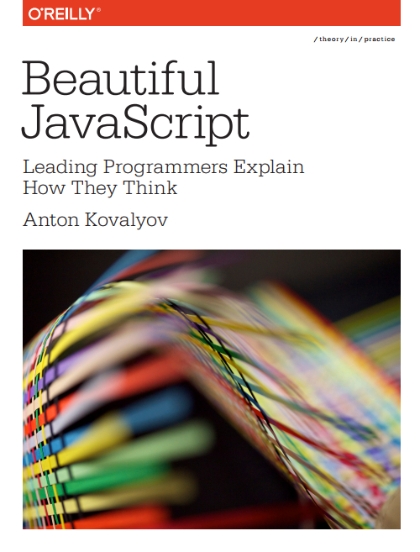 O'REILLY®
/theory/in/practice
Beautiful
JavaScript
Leading Programmers Explain
How They Think
Anton Kovalyov